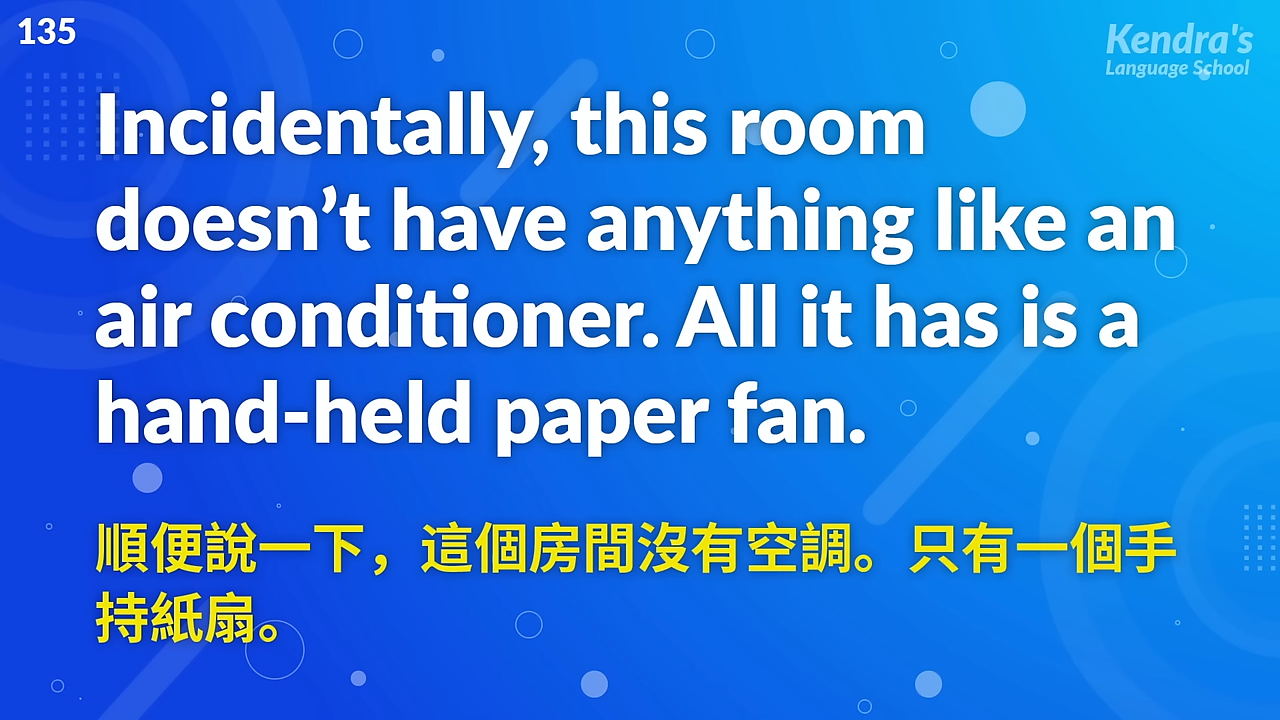 135
Kendra's
Language School
Incidentally, this room
doesn’t have anything like an
air conditioner. All it has is a
hand-held paper fan.
順便說一下，這個房間沒有空調。只有一個手
持紙扇。